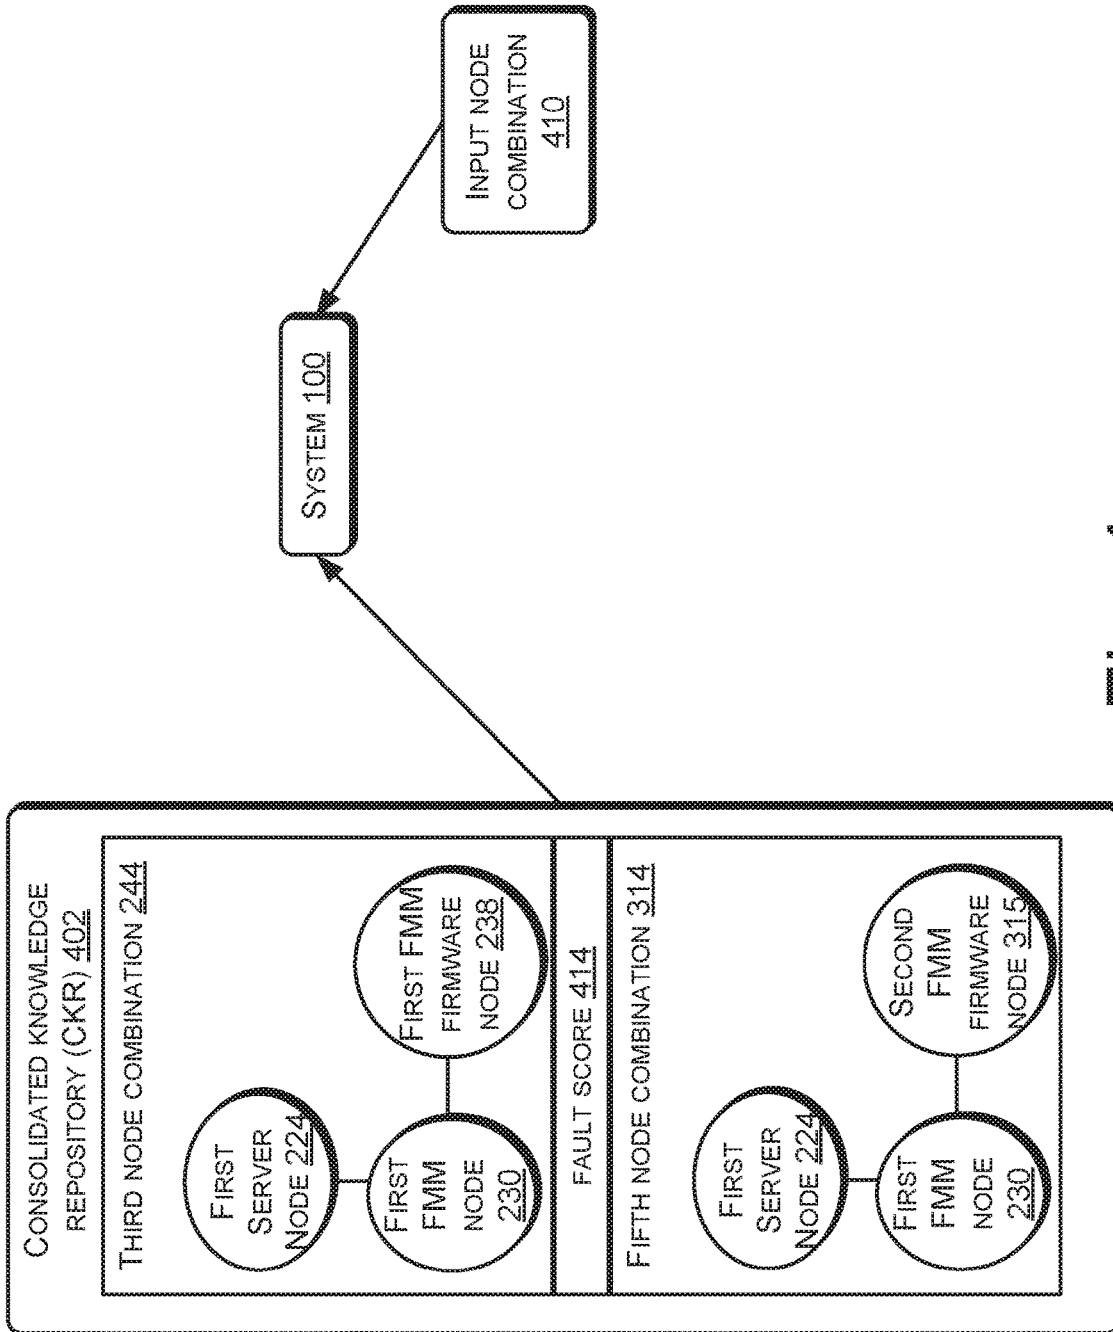 CONSOLIDATED KNOWLEDGE
REPOSITORY (CKR) 402
THIRD NODE COMBINATION 244
FIRST
SERVER
NODE 224
FIRST
FMM
NODE
230
FIRST FMM
FIRMWARE
NODE 238
FAULT SCORE 414
FIFTH NODE COMBINATION 314
FIRST
SERVER
NODE 224
FIRST
FMM
NODE
230
SECOND
FMM
FIRMWARE
NODE 315
SYSTEM 100
INPUT NODE
COMBINATION
410